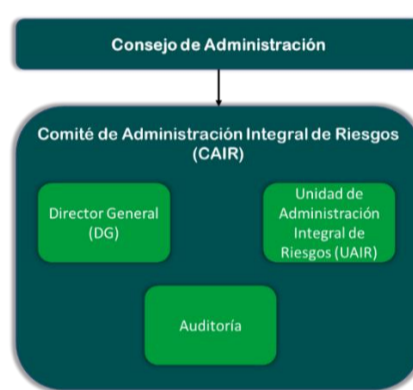 Consejo de Administración
Comité de Administración Integral de Riesgos
(CAIR)
Director General
(DG)
Unidad de
Administración
Integral de
Riesgos (UAIR)
Auditoría